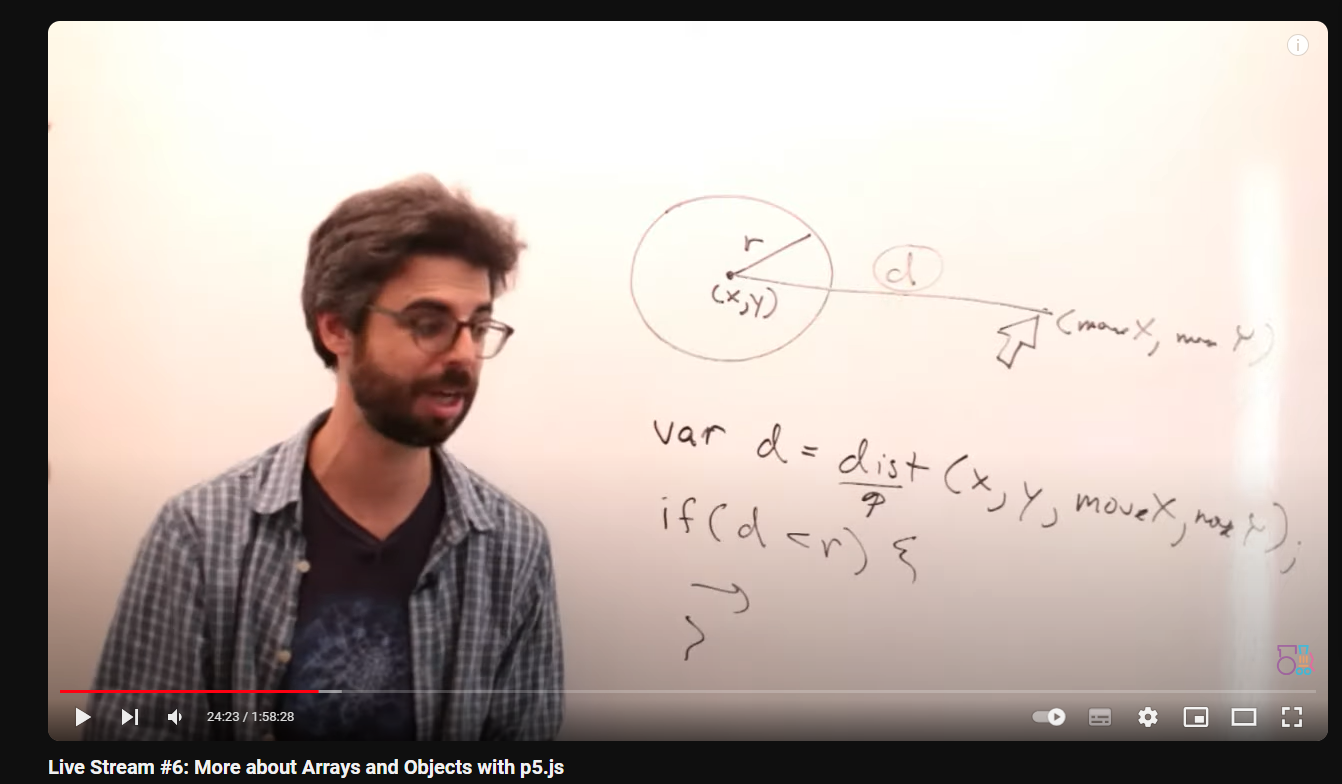 r
d
(x,y)
(mouseX, mouseY)
var d = dist (x, y, mouseX, mouseY);
if(d < r) {
}
24:23 / 1:58:28
Live Stream #6: More about Arrays and Objects with p5.js